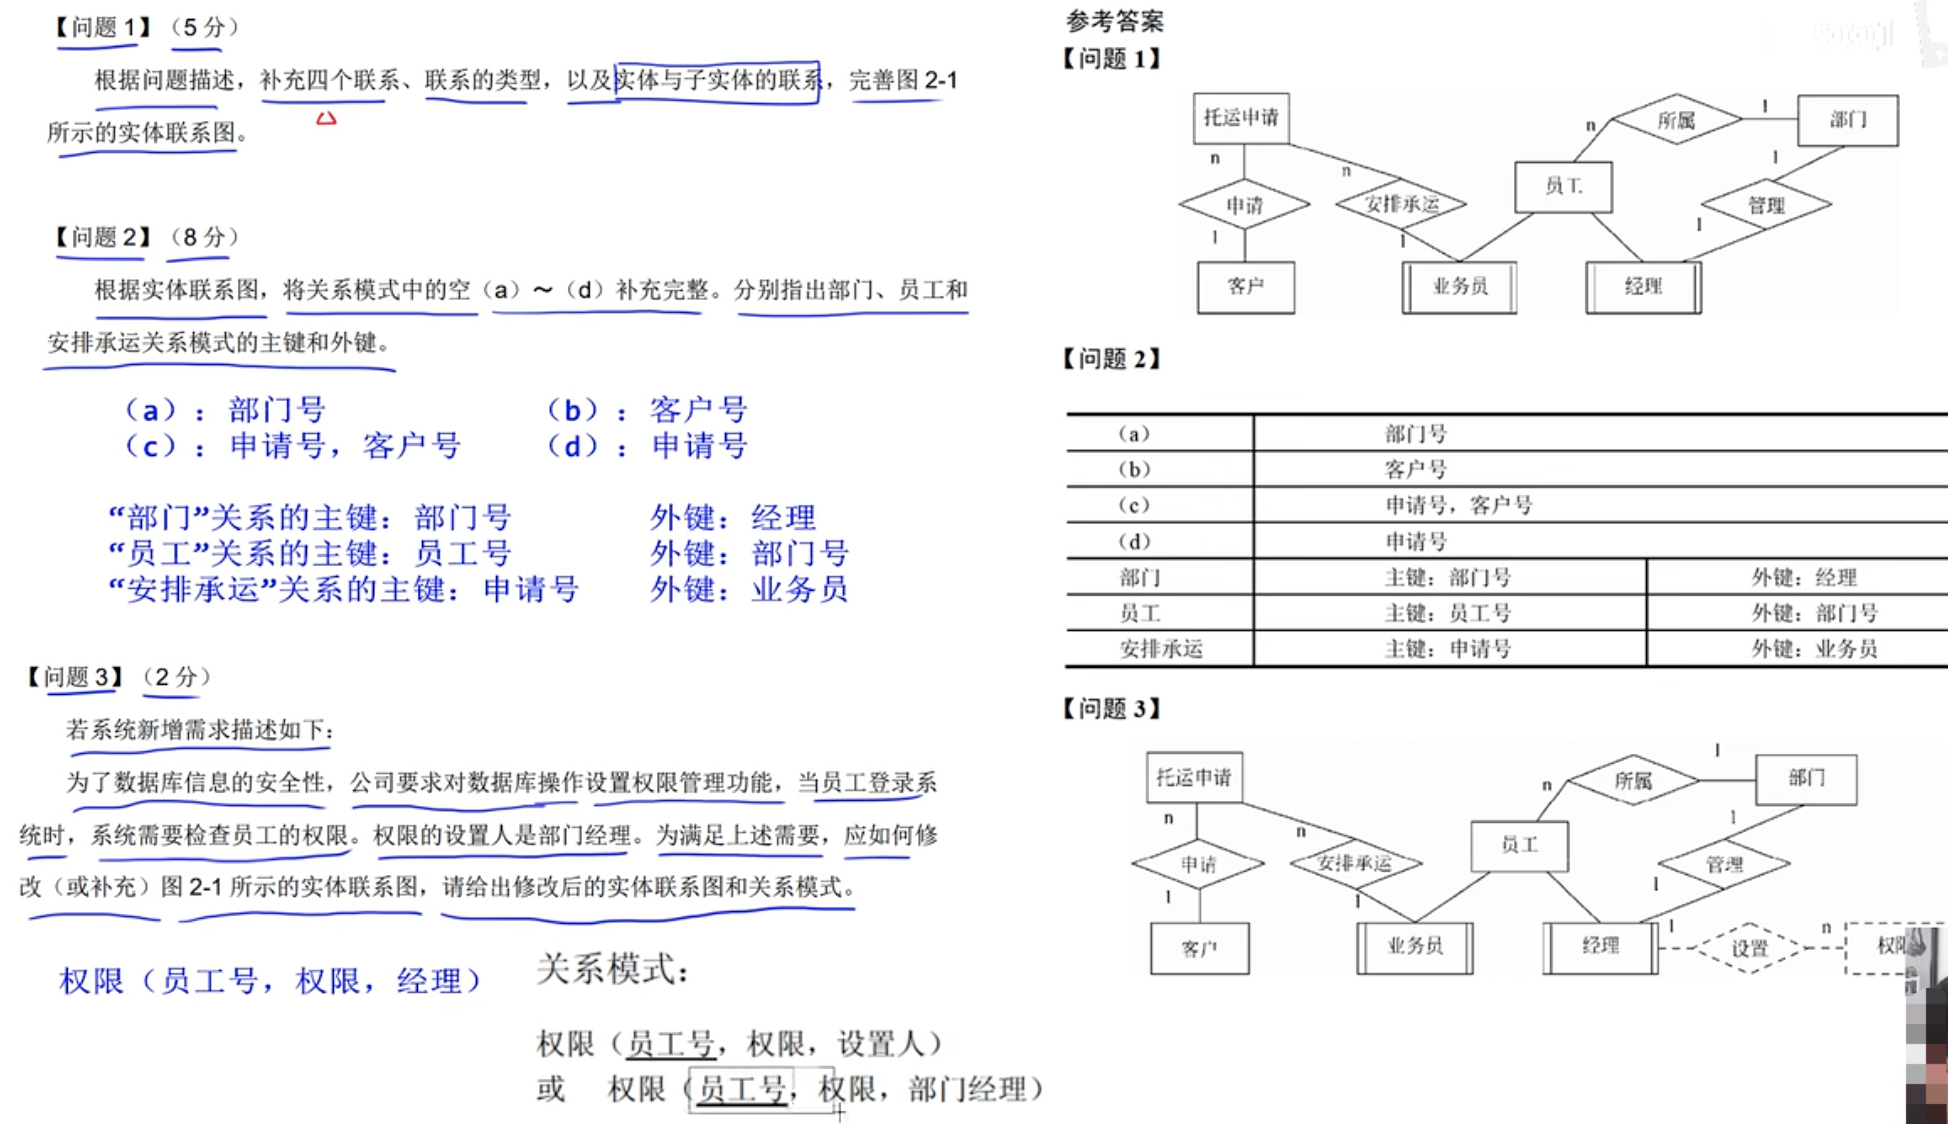 【问题 1】（5 分）
根据问题描述，补充四个联系、联系的类型，以及实体与子实体的联系，完善图 2-1
所示的实体联系图。
【问题 2】（8 分）
根据实体联系图，将关系模式中的空（a）～（d）补充完整。分别指出部门、员工和
安排承运关系模式的主键和外键。
（a）：部门号 （b）：客户号
（c）：申请号，客户号 （d）：申请号
“部门”关系的主键：部门号 外键：经理
“员工”关系的主键：员工号 外键：部门号
“安排承运”关系的主键：申请号 外键：业务员
【问题 3】（2 分）
若系统新增需求描述如下：
为了数据库信息的安全性，公司要求对数据库操作设置权限管理功能，当员工登录系
统时，系统需要检查员工的权限。权限的设置人是部门经理。为满足上述需要，应如何修
改（或补充）图 2-1 所示的实体联系图，请给出修改后的实体联系图和关系模式。
权限（员工号，权限，经理）
关系模式：
权限（员工号，权限，设置人）
或 权限（员工号，权限，部门经理）
参考答案
【问题 1】
托运申请
n
n
申请
1
客户
安排承运
1
业务员
员工
n
所属
1
部门
1
管理
1
经理
【问题 2】
（a） 部门号
（b） 客户号
（c） 申请号，客户号
（d） 申请号
部门 主键：部门号 外键：经理
员工 主键：员工号 外键：部门号
安排承运 主键：申请号 外键：业务员
【问题 3】
托运申请
n
n
申请
1
客户
安排承运
1
业务员
员工
n
所属
1
部门
1
管理
1
经理
1
设置
n
权